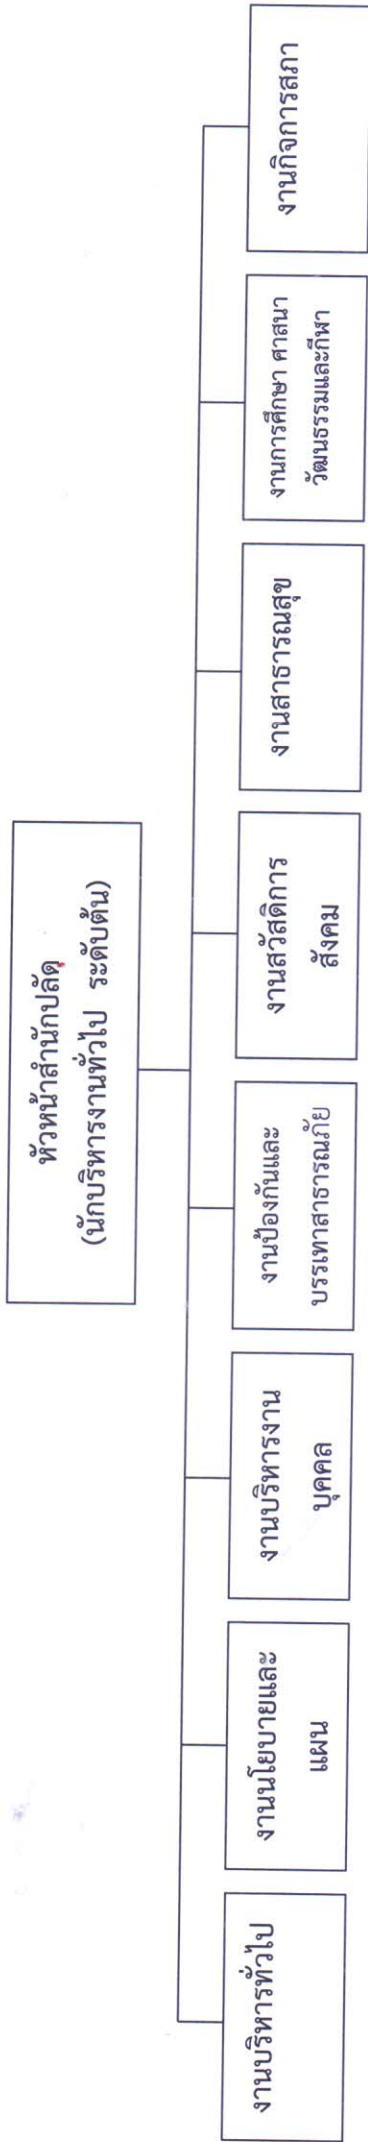 หัวหน้าสำนักปลัด
(นักบริหารงานทั่วไป ระดับต้น)
งานบริหารทั่วไป
งานนโยบายและ
แผน
งานบริหารงาน
บุคคล
งานป้องกันและ
บรรเทาสาธารณภัย
งานสวัสดิการ
สังคม
งานสาธารณสุข
งานการศึกษา ศาสนา
วัฒนธรรมและกีฬา
งานกิจการสภา